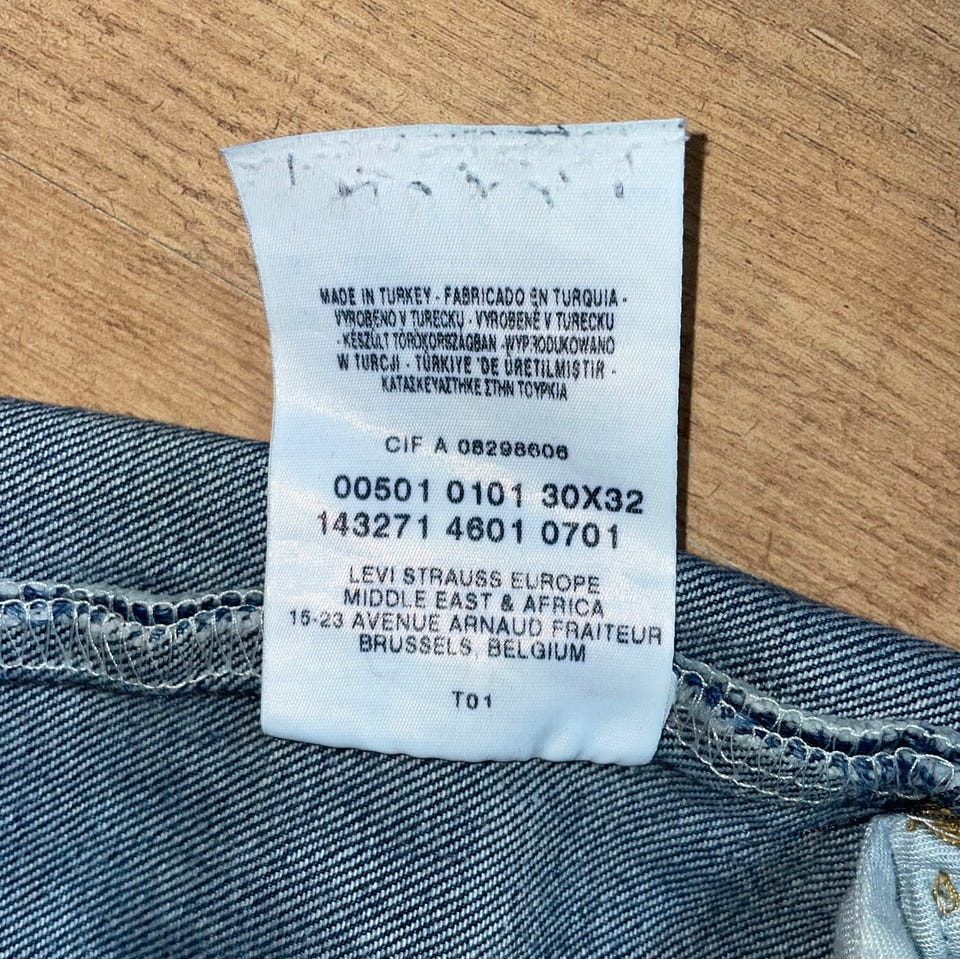 MADE IN TURKEY - FABRICADO EN TURQUIA -
VYROBENO V TURECKU - VYROBENÉ V TURECKU
- KÉSZÜLT TÖRÖKORSZÁGBAN - WYPRODUKOWANO
W TURCJI - TÜRKIYE 'DE ÜRETILMIŞTIR -
ΚΑΤΑΣΚΕΥΑΣΤΗΚΕ ΣΤΗΝ ΤΟΥΡΚΙΑ
CIF A 08298606
00501 0101 30X32
143271 4601 0701
LEVI STRAUSS EUROPE
MIDDLE EAST & AFRICA
15-23 AVENUE ARNAUD FRAITEUR
BRUSSELS, BELGIUM
T01